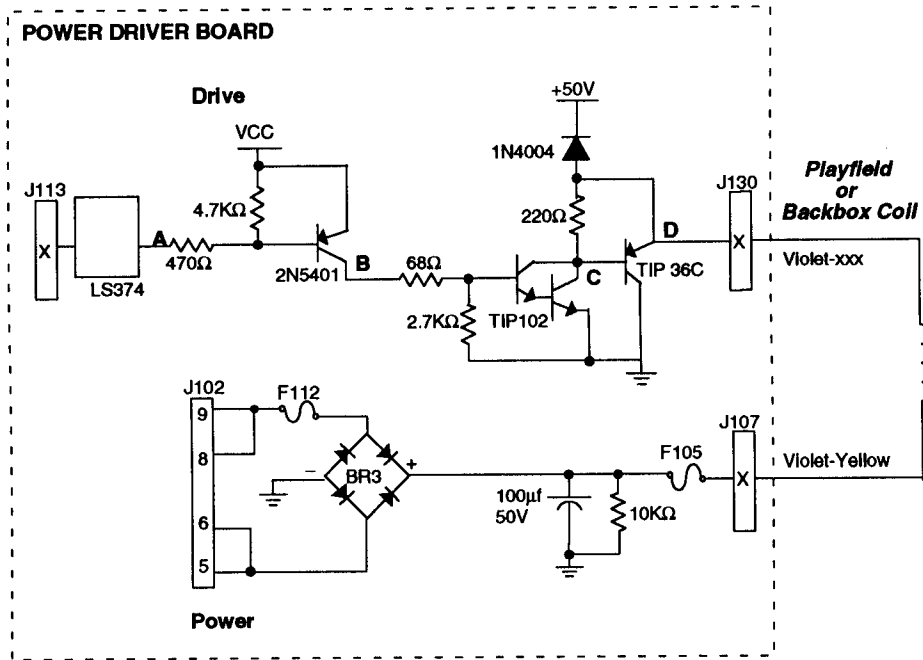 POWER DRIVER BOARD
Drive
+50V
VCC
1N4004
J113
4.7KΩ
220Ω
J130
Playfield
or
Backbox Coil
X
A
470Ω
2N5401
B
68Ω
C
D
TIP 36C
X
Violet-xxx
LS374
2.7KΩ
TIP102
J102
F112
9
8
6
5
–
BR3
+
100µf
50V
10KΩ
F105
J107
X
Violet-Yellow
Power